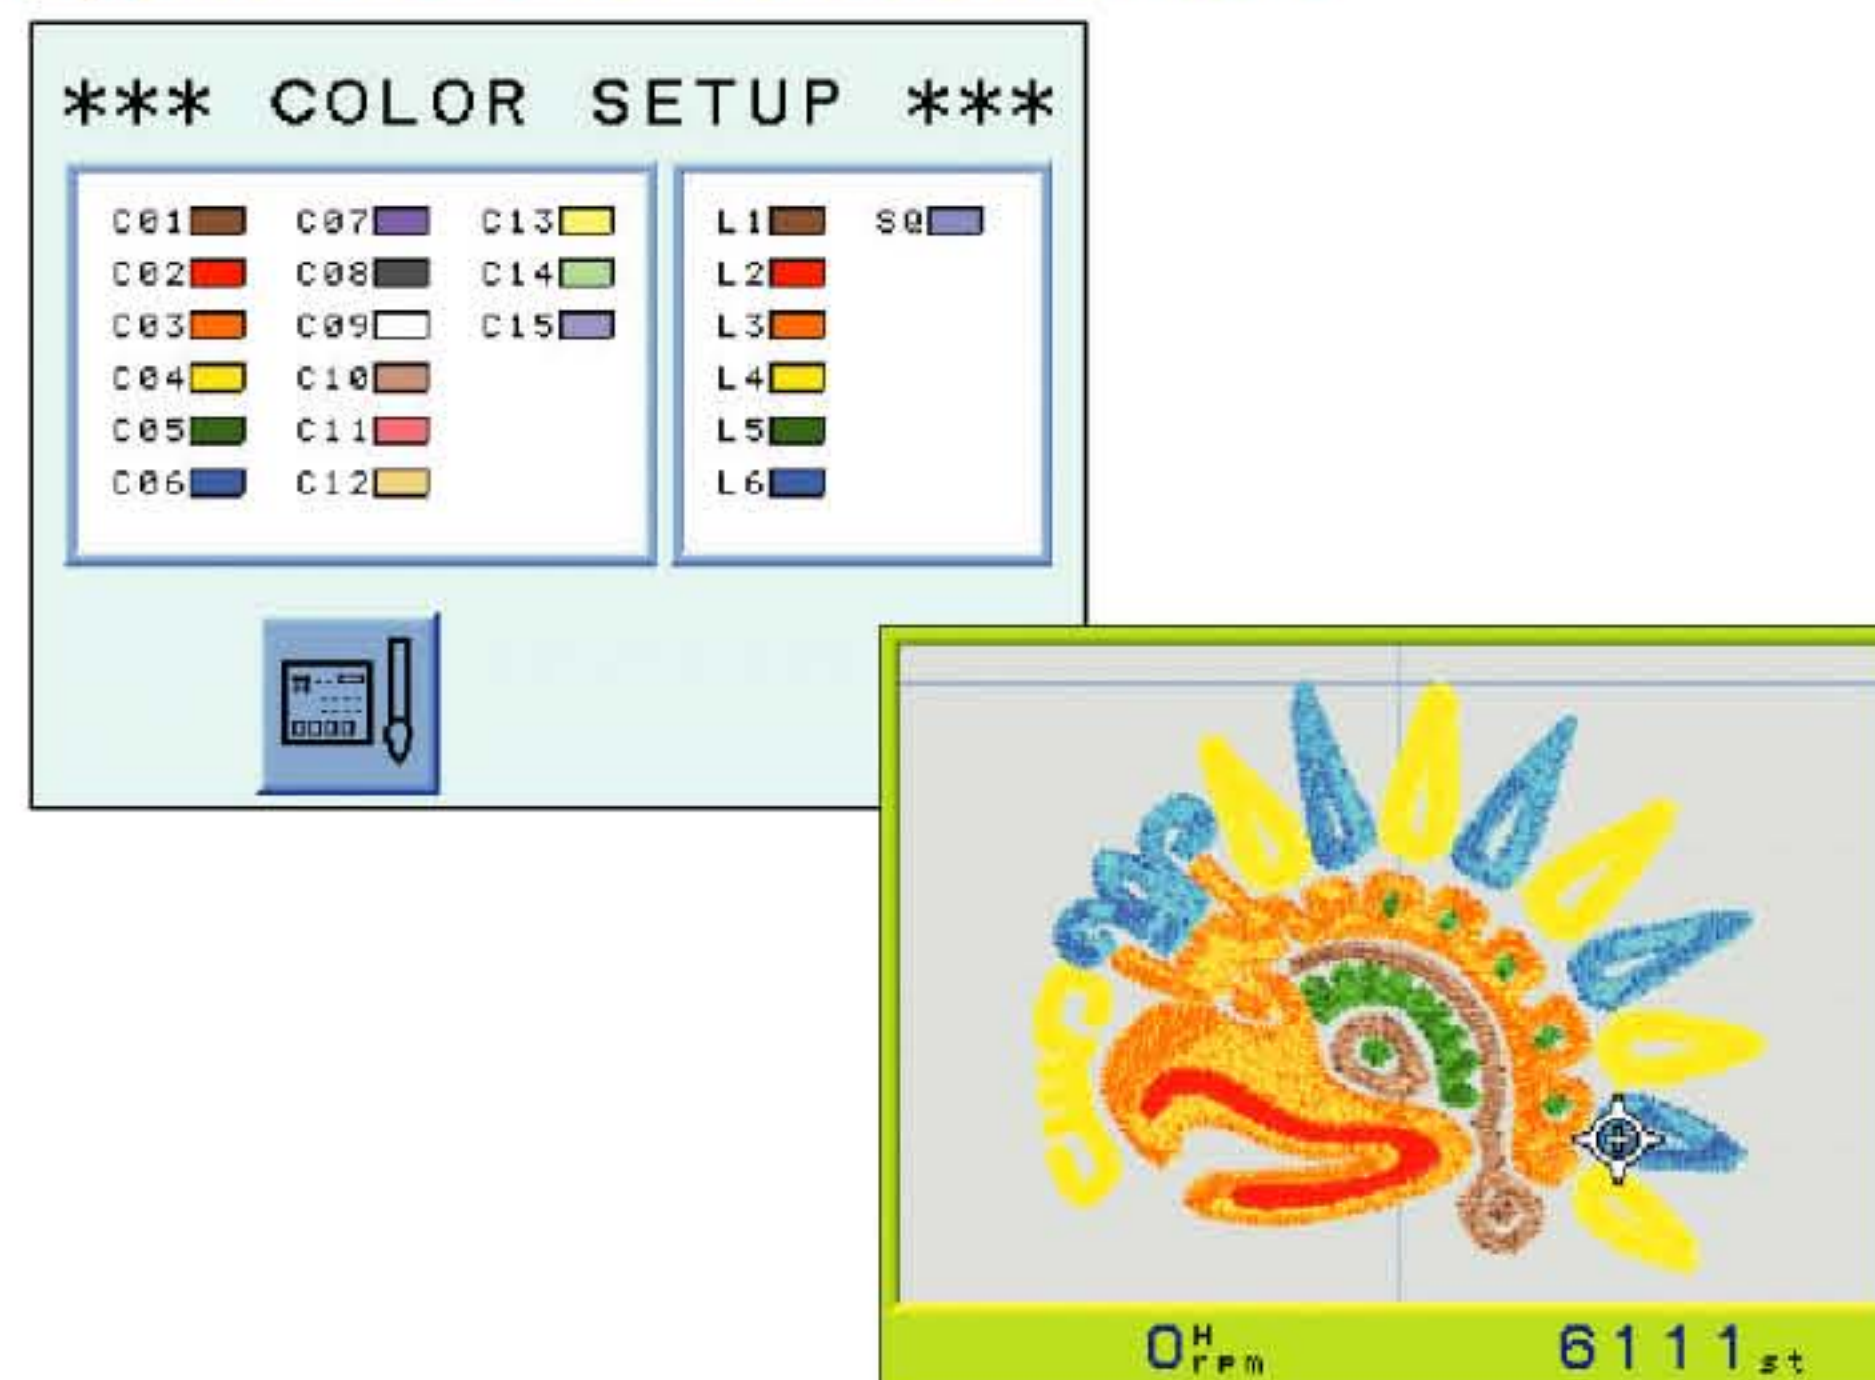 *** COLOR SETUP ***
C01 C07 C13 L1 S@
C02 C08 C14 L2
C03 C09 C15 L3
C04 C10 L4
C05 C11 L5
C06 C12 L6
0 H rpm 6111 st